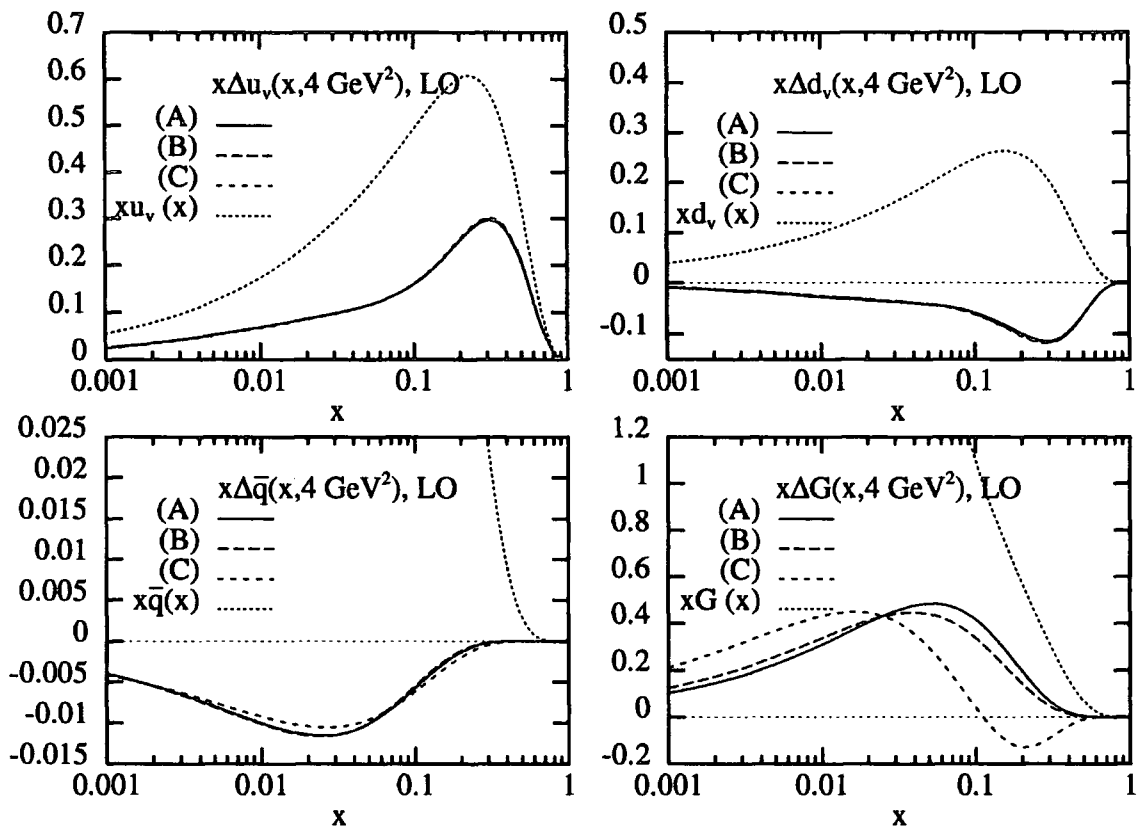 0.7
0.6
0.5
0.4
0.3
0.2
0.1
0
xΔu_v(x,4 GeV²), LO
(A)
(B)
(C)
xu_v (x)
0.001 0.01 0.1 1
x
0.5
0.4
0.3
0.2
0.1
0
-0.1
xΔd_v(x,4 GeV²), LO
(A)
(B)
(C)
xd_v (x)
0.001 0.01 0.1 1
x
0.025
0.02
0.015
0.01
0.005
0
-0.005
-0.01
-0.015
xΔq̅(x,4 GeV²), LO
(A)
(B)
(C)
xq̅(x)
0.001 0.01 0.1 1
x
1.2
1
0.8
0.6
0.4
0.2
0
-0.2
xΔG(x,4 GeV²), LO
(A)
(B)
(C)
xG (x)
0.001 0.01 0.1 1
x